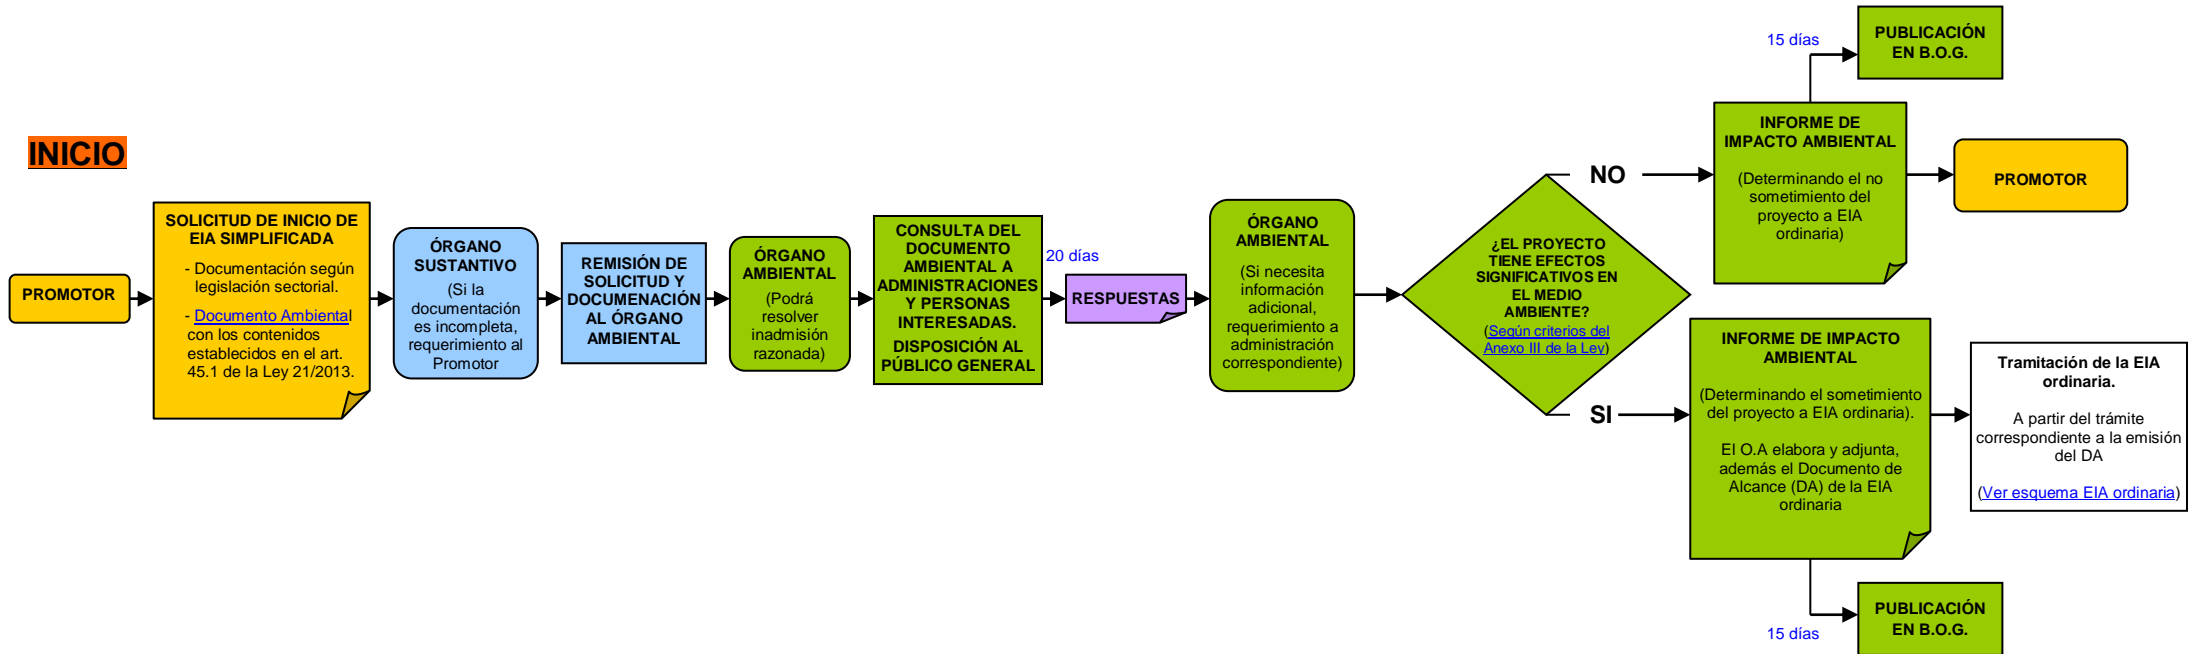 INICIO
PROMOTOR
SOLICITUD DE INICIO DE
EIA SIMPLIFICADA
- Documentación según
legislación sectorial.
- Documento Ambiental
con los contenidos
establecidos en el art.
45.1 de la Ley 21/2013.
ÓRGANO
SUSTANTIVO
(Si la
documentación
es incompleta,
requerimiento al
Promotor
REMISIÓN DE
SOLICITUD Y
DOCUMENACIÓN
AL ÓRGANO
AMBIENTAL
ÓRGANO
AMBIENTAL
(Podrá
resolver
inadmisión
razonada)
CONSULTA DEL
DOCUMENTO
AMBIENTAL A
ADMINISTRACIONES
Y PERSONAS
INTERESADAS.
DISPOSICIÓN AL
PÚBLICO GENERAL
20 días
RESPUESTAS
ÓRGANO
AMBIENTAL
(Si necesita
información
adicional,
requerimiento a
administración
correspondiente)
¿EL PROYECTO
TIENE EFECTOS
SIGNIFICATIVOS EN
EL MEDIO
AMBIENTE?
(Según criterios del
Anexo III de la Ley)
NO
INFORME DE
IMPACTO AMBIENTAL
(Determinando el no
sometimiento del
proyecto a EIA
ordinaria)
15 días
PUBLICACIÓN
EN B.O.G.
PROMOTOR
SI
INFORME DE IMPACTO
AMBIENTAL
(Determinando el sometimiento
del proyecto a EIA ordinaria).
El O.A elabora y adjunta,
además el Documento de
Alcance (DA) de la EIA
ordinaria
Tramitación de la EIA
ordinaria.
A partir del trámite
correspondiente a la emisión
del DA
(Ver esquema EIA ordinaria)
15 días
PUBLICACIÓN
EN B.O.G.